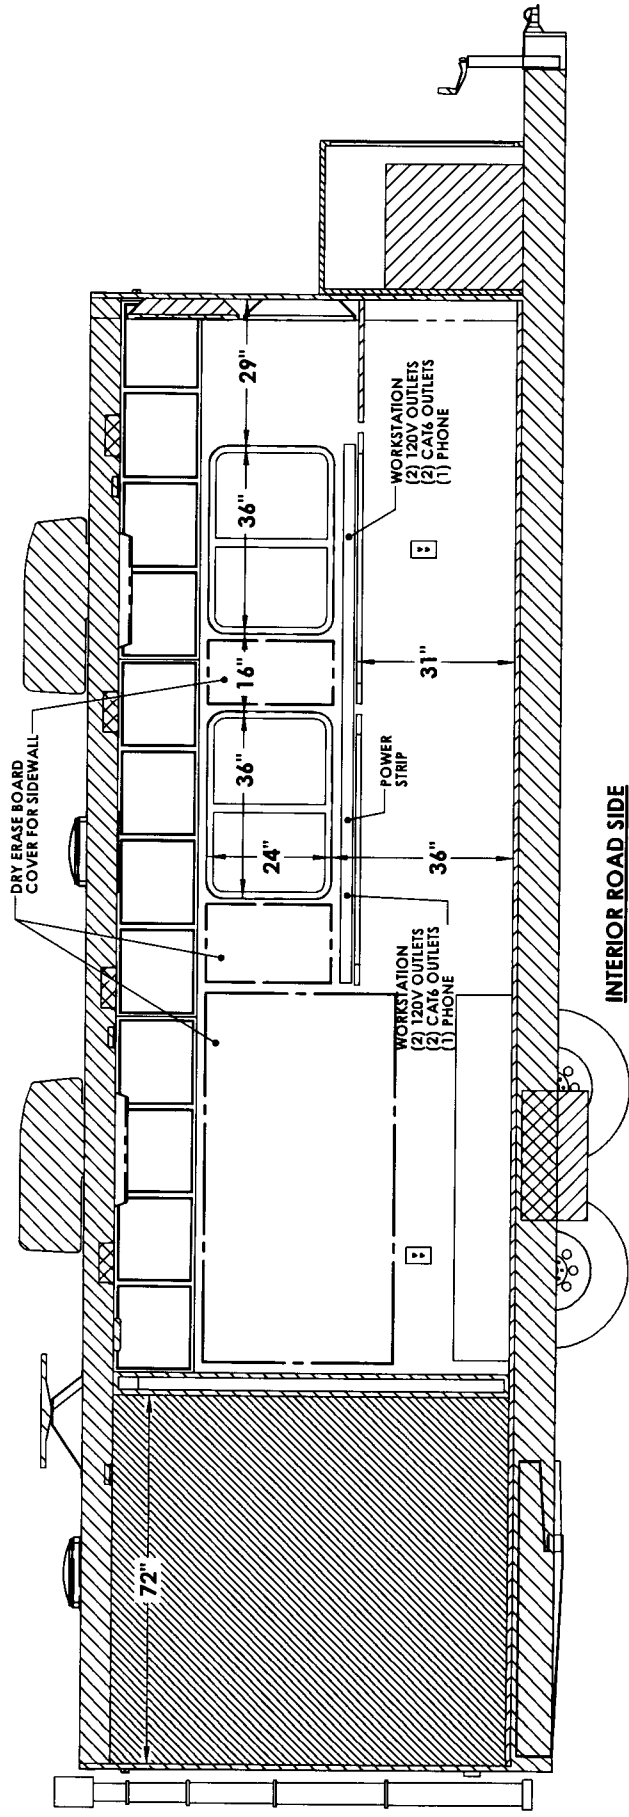 DRY ERASE BOARD
COVER FOR SIDEWALL
72"
36"
16"
36"
29"
24"
36"
31"
POWER
STRIP
WORKSTATION
(2) 120V OUTLETS
(2) CAT6 OUTLETS
(1) PHONE
WORKSTATION
(2) 120V OUTLETS
(2) CAT6 OUTLETS
(1) PHONE
INTERIOR ROAD SIDE